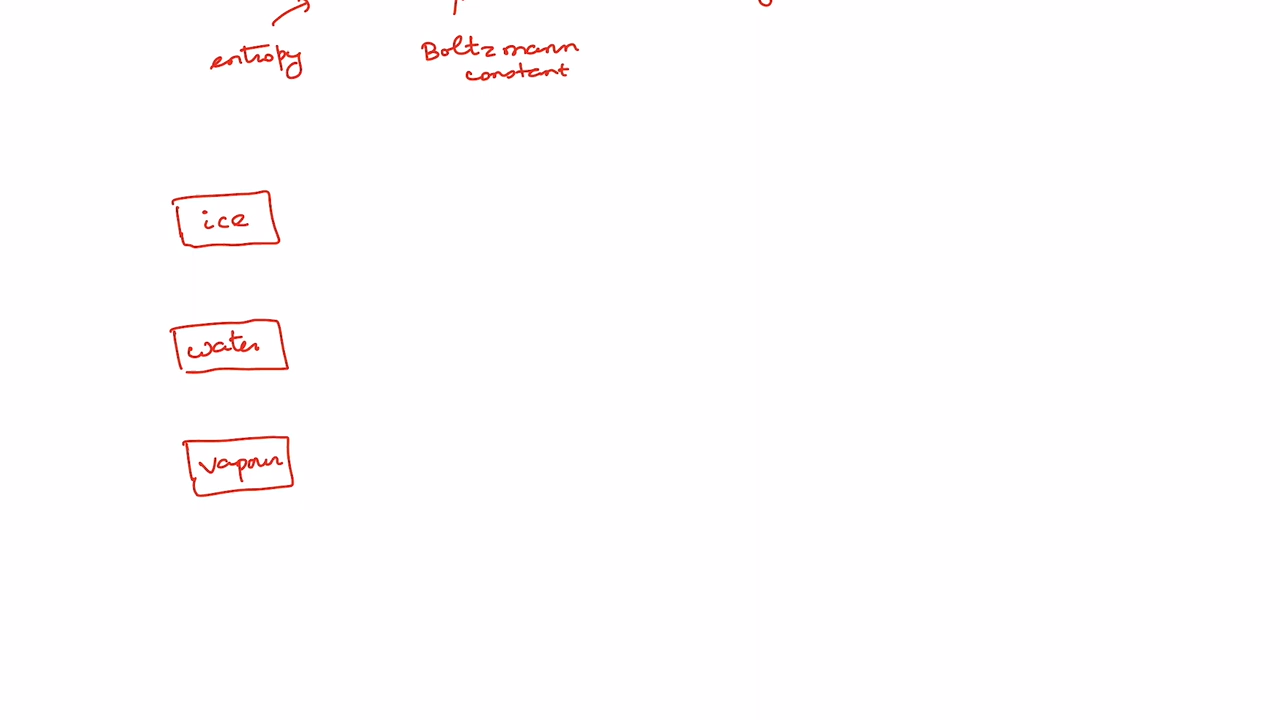 entropy
Boltzmann
constant
ice
water
vapour